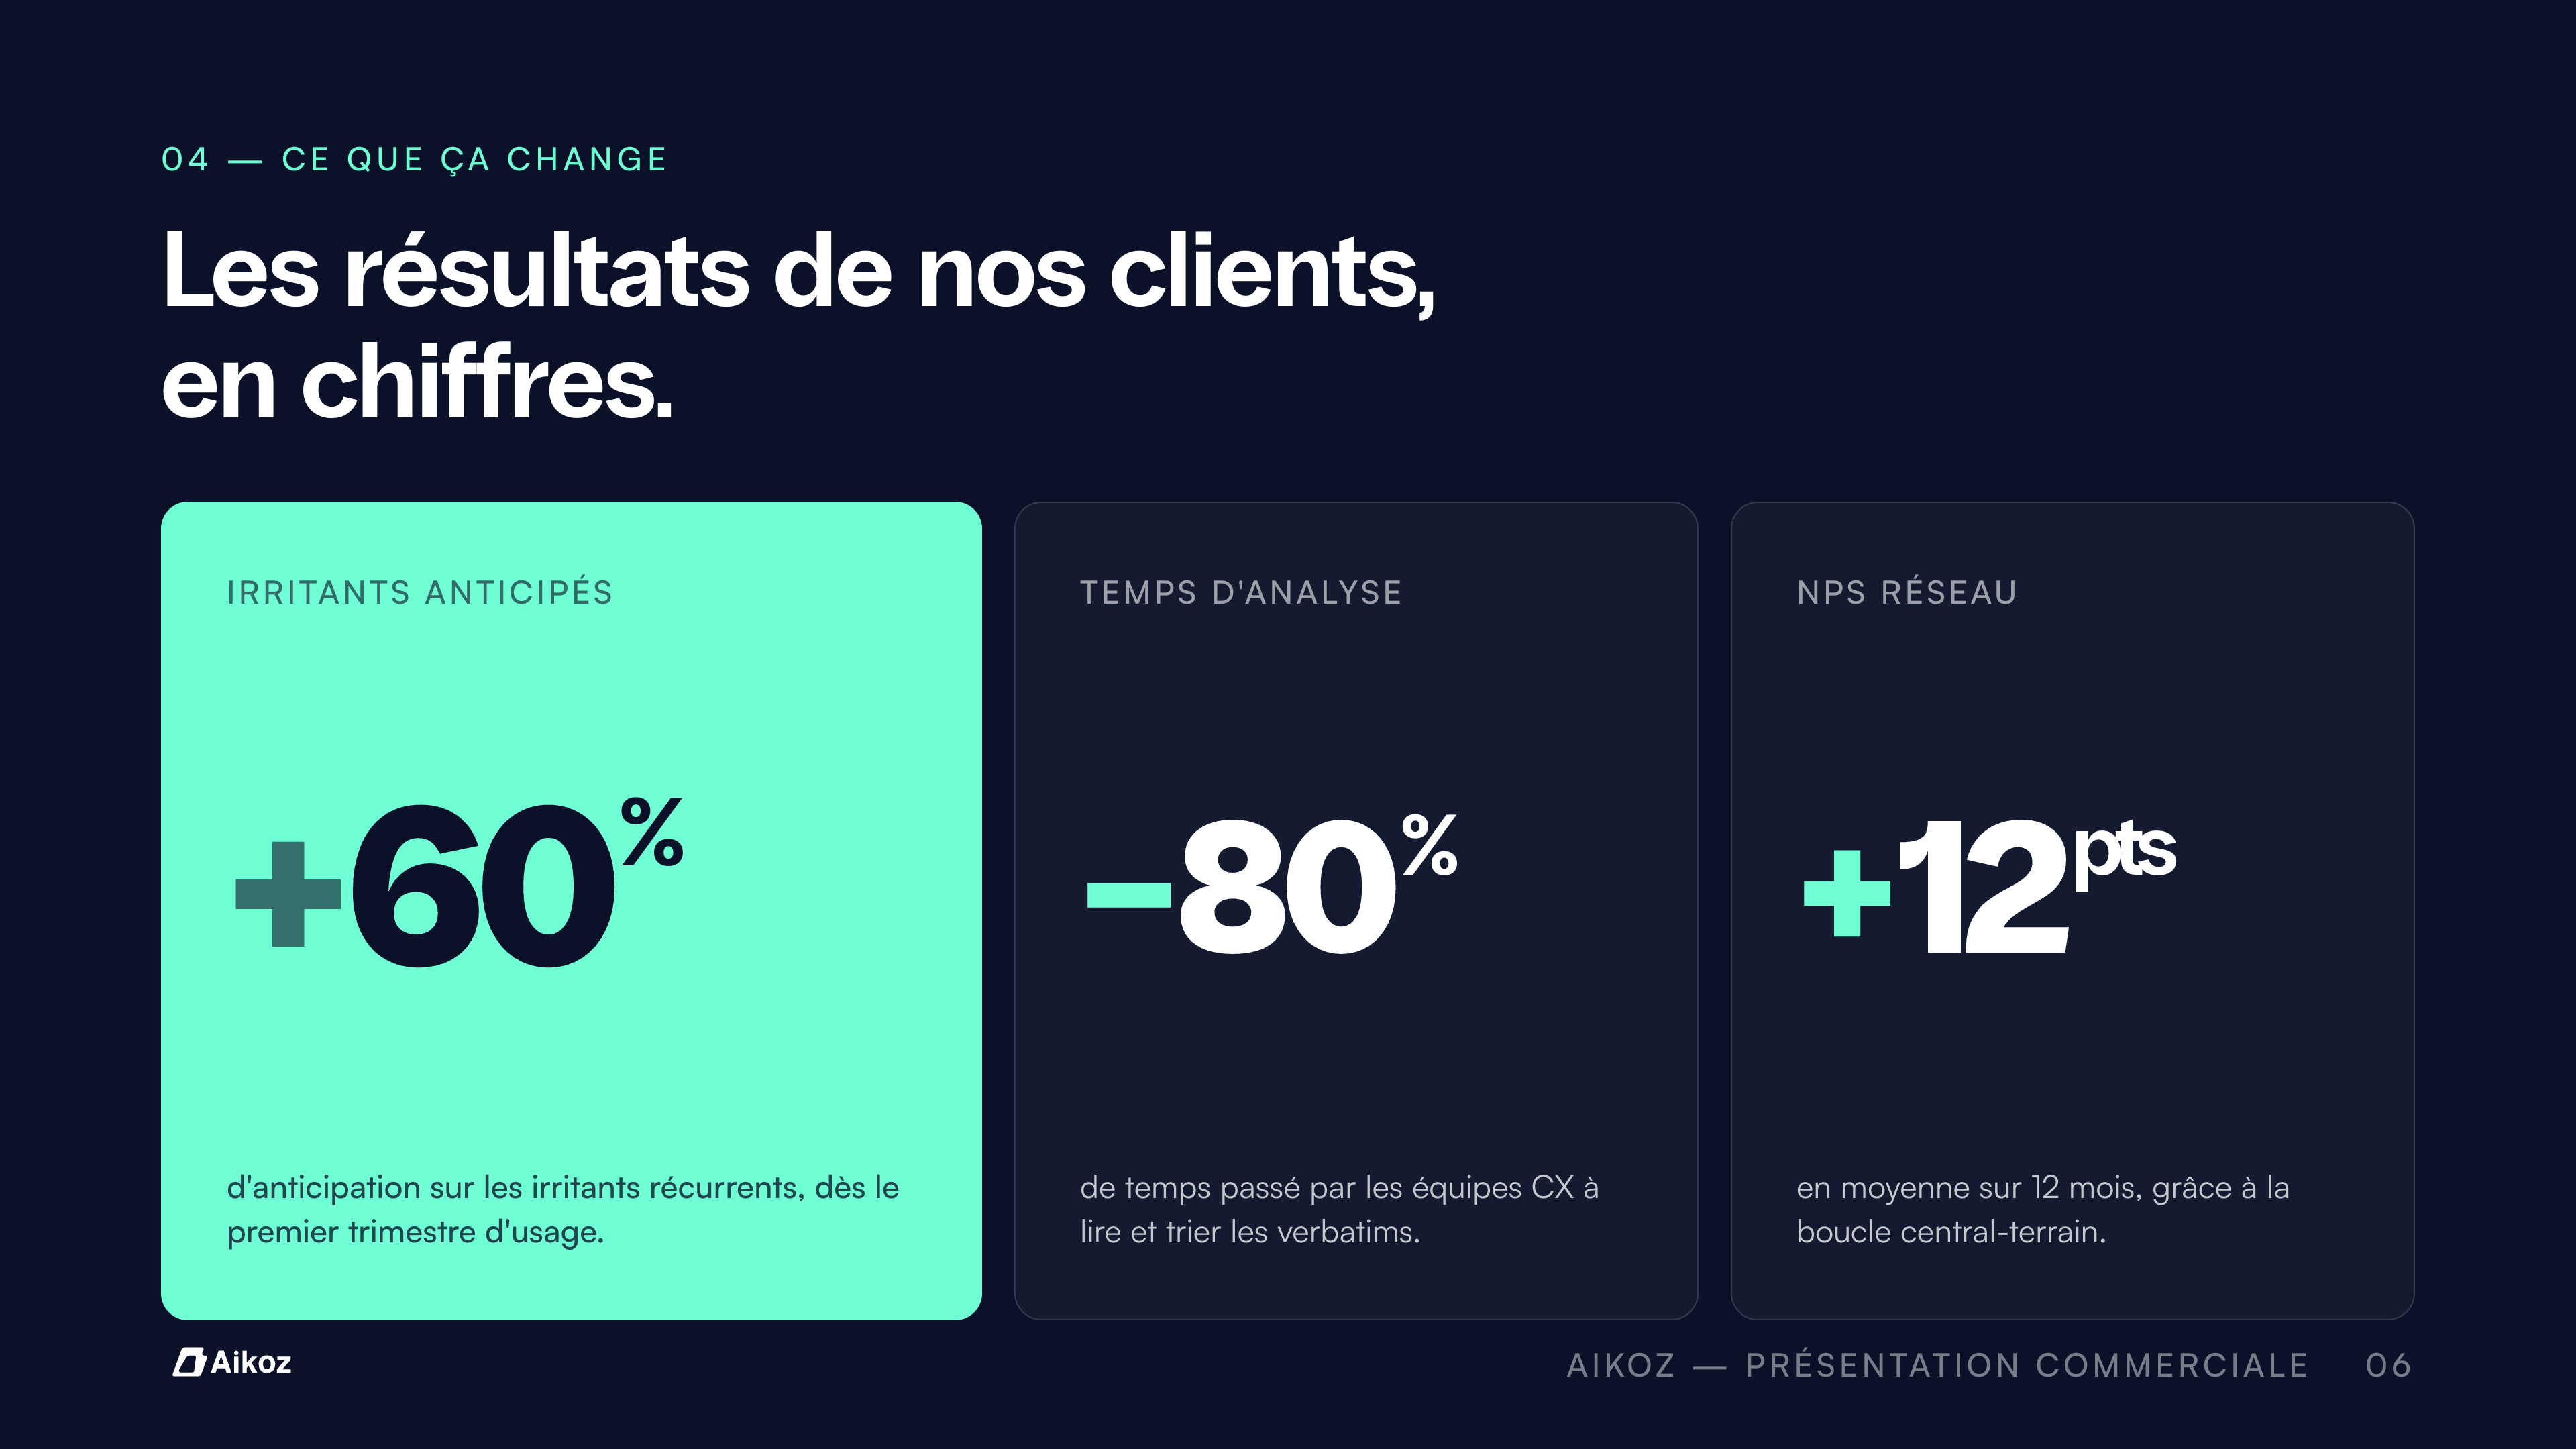 04 — CE QUE ÇA CHANGE
Les résultats de nos clients,
en chiffres.
IRRITANTS ANTICIPÉS
+60%
d'anticipation sur les irritants récurrents, dès le
premier trimestre d'usage.
TEMPS D'ANALYSE
−80%
de temps passé par les équipes CX à
lire et trier les verbatims.
NPS RÉSEAU
+12pts
en moyenne sur 12 mois, grâce à la
boucle central-terrain.
Aikoz
AIKOZ — PRÉSENTATION COMMERCIALE 06